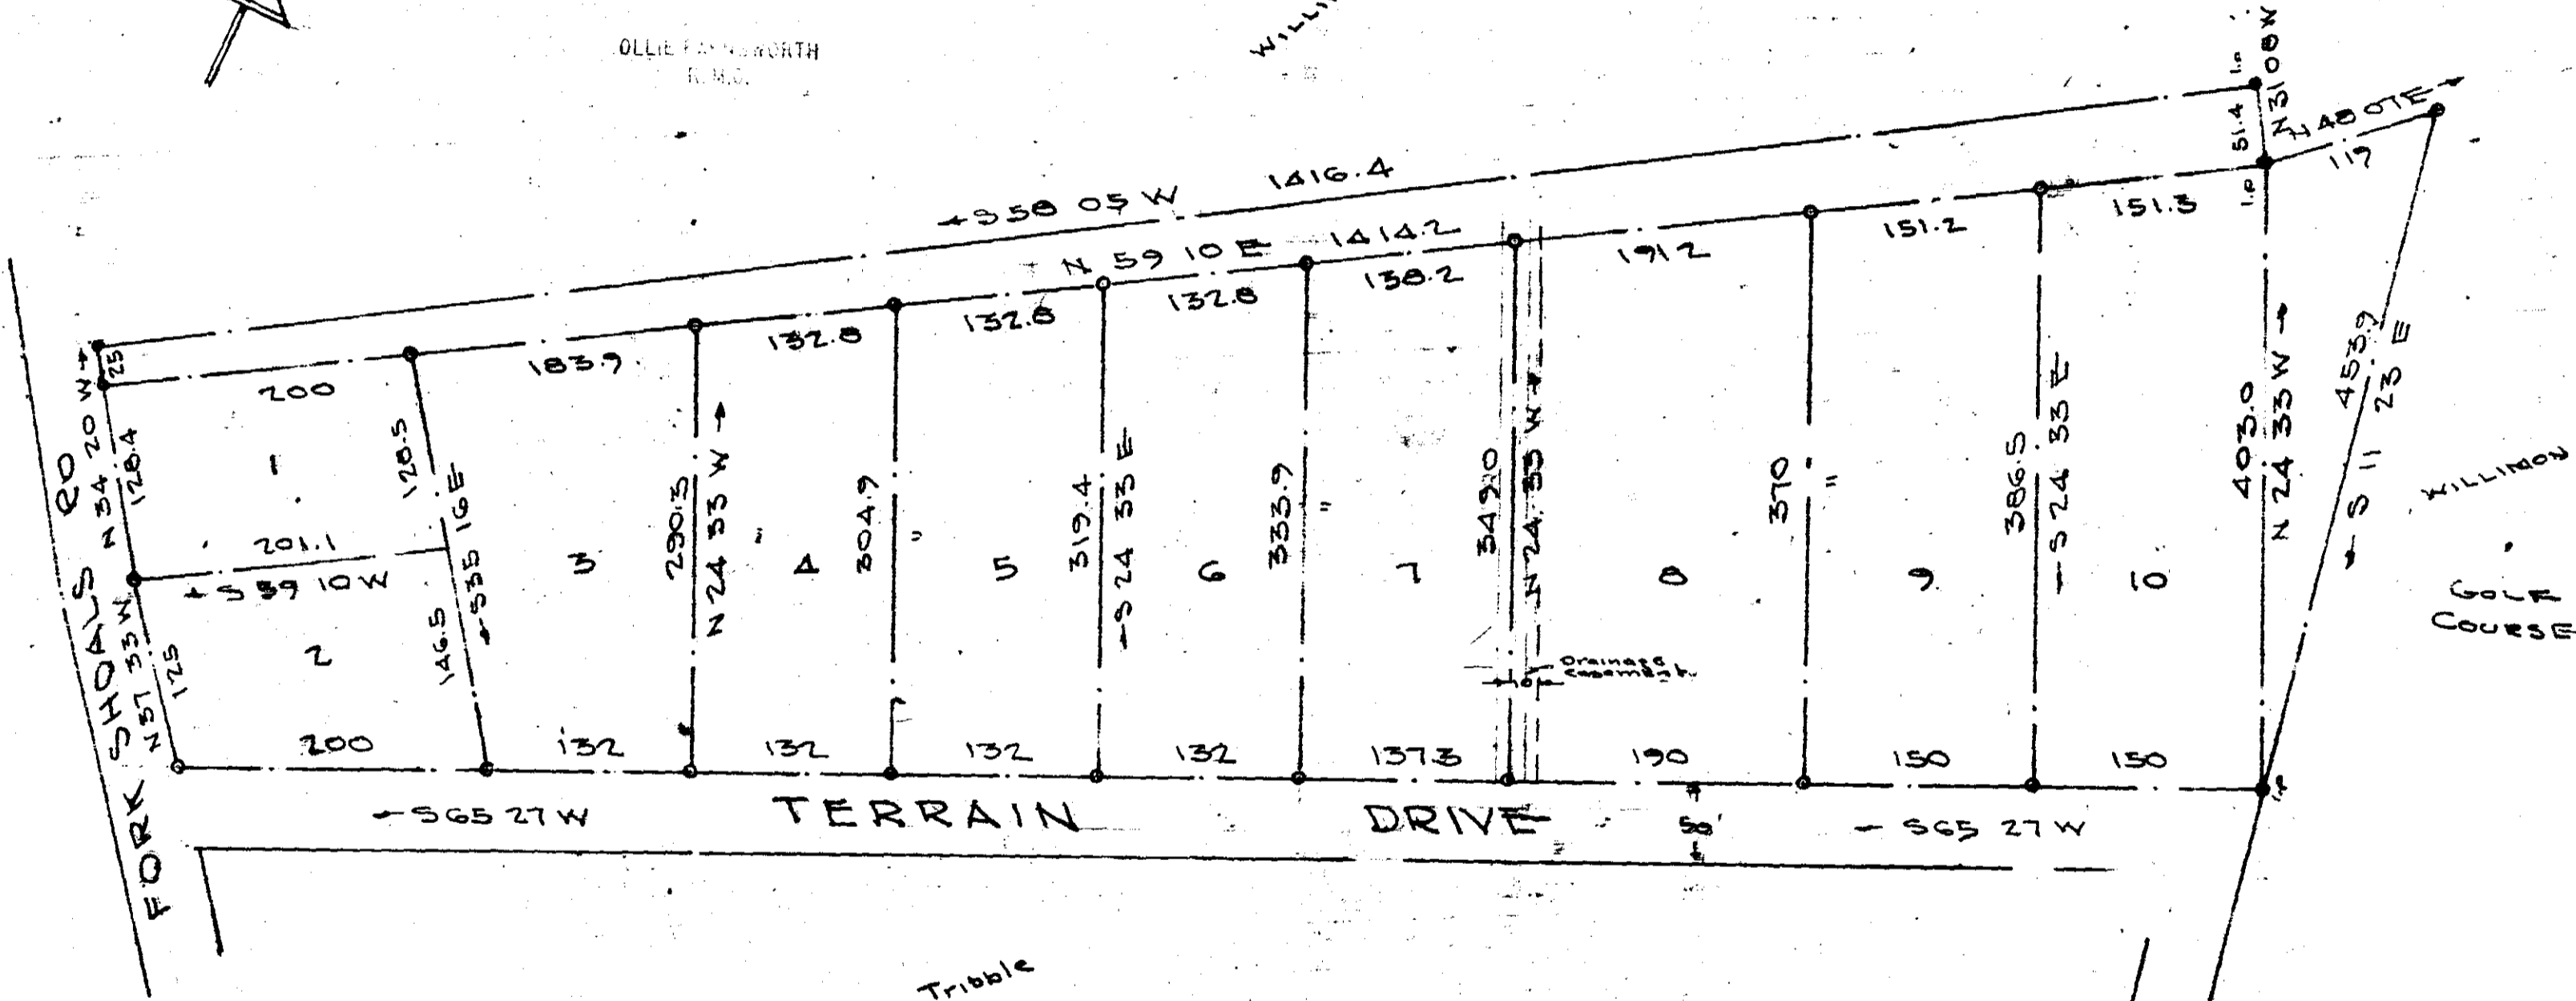 OLLIE FARNSWORTH
R.M.C.
N 31 08 W
1.P
51.4
N 48 07 E →
117
1.P
← S 58 05 W 1416.4
N 59 10 E 1414.2
200
183.9
132.8
132.8
132.8
138.2
191.2
151.2
151.3
25
N 34 20 W →
128.4
128.5
← S 35 16 E
146.5
201.1
← S 59 10 W
N 37 33 W
125
FORK SHOALS RD
1
2
3
290.3
N 24 33 W →
"
4
304.9
"
5
319.4
← S 24 33 E
6
333.9
"
7
349.0
N 24 33 W →
8
370
"
9
386.5
← S 24 33 E
10
403.0
N 24 33 W →
453.9
← S 11 23 E
WILLIMON
GOLF
COURSE
Drainage
Easement
10
200
132
132
132
132
137.3
190
150
150
1.P
← S 65 27 W
TERRAIN DRIVE
50'
← S 65 27 W
Tribble